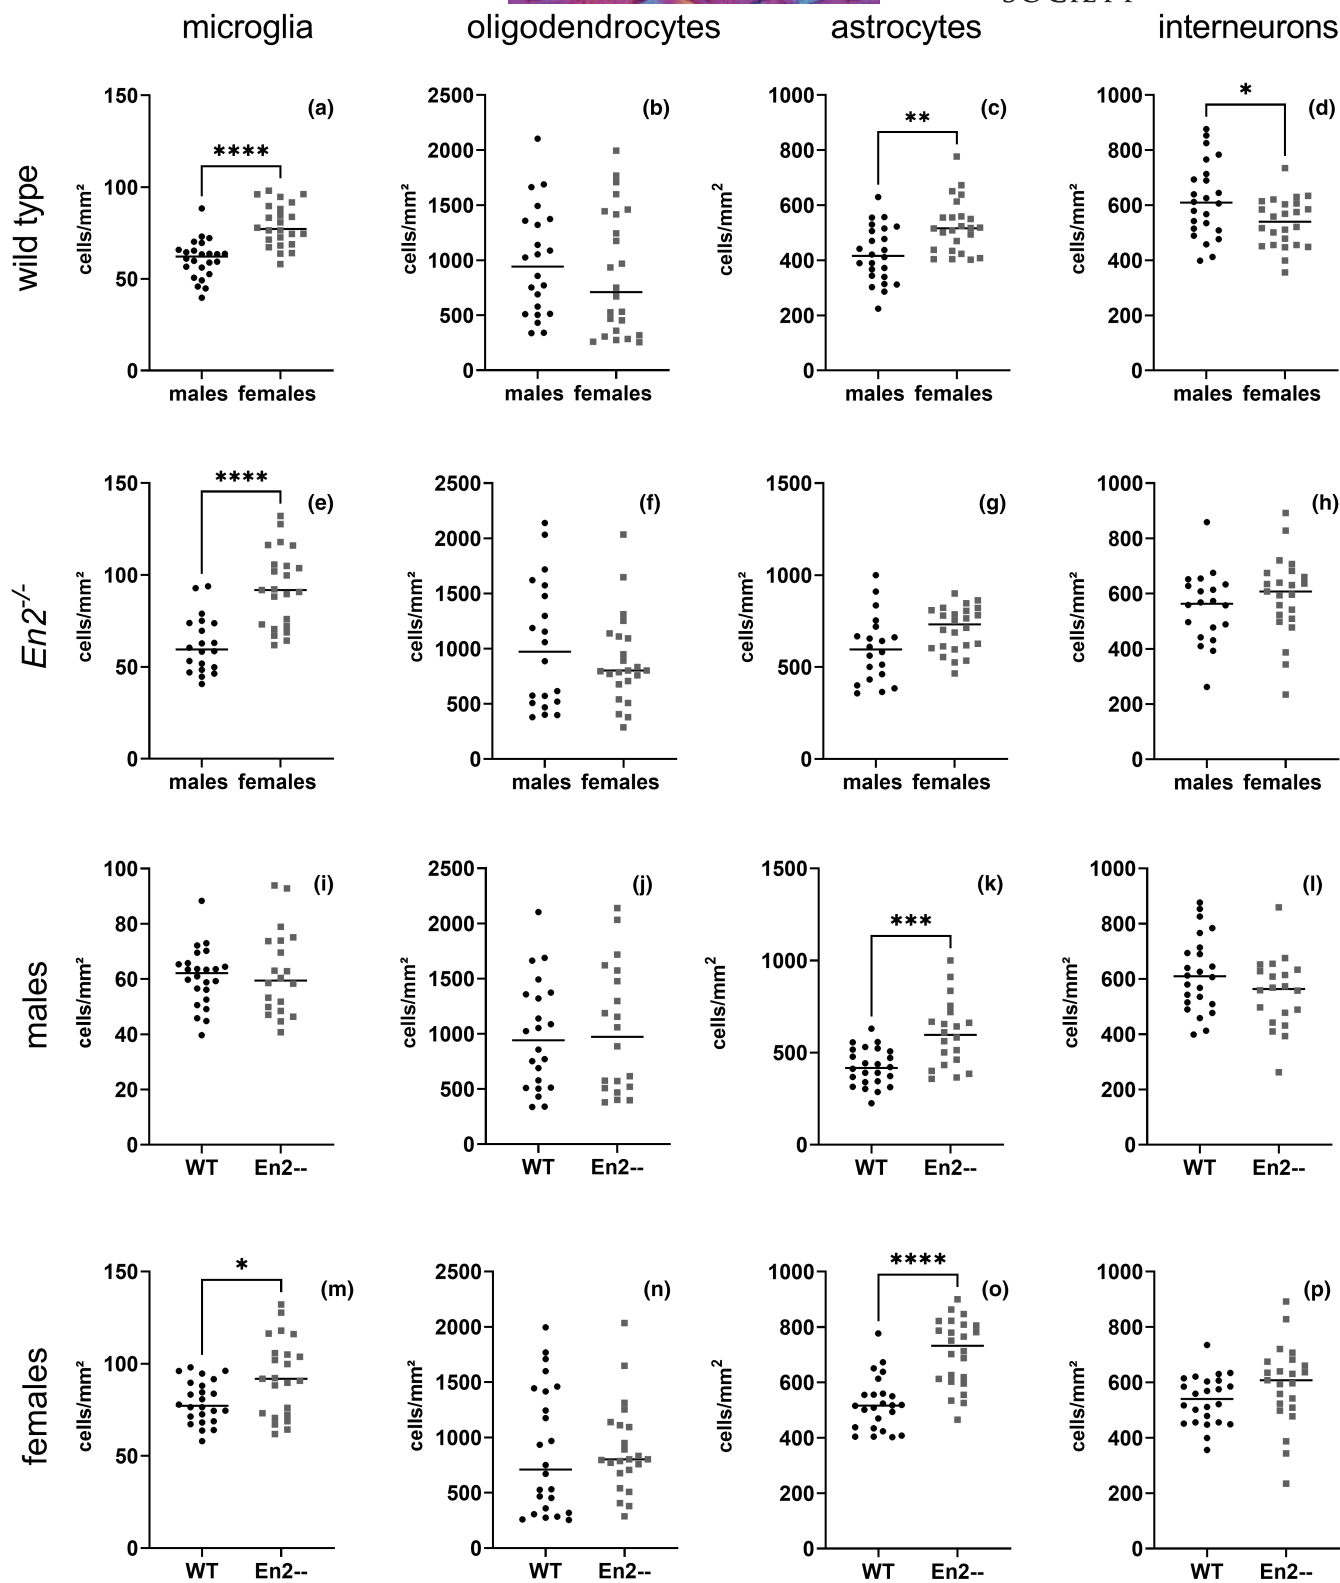 SOCIETY
microglia oligodendrocytes astrocytes interneurons
wild type
150 (a)
****
100
cells/mm²
50
0
males females
2500 (b)
2000
1500
cells/mm²
1000
500
0
males females
1000 (c)
**
800
600
cells/mm²
400
200
0
males females
1000 (d)
*
800
600
cells/mm²
400
200
0
males females
En2-/-
150 (e)
****
100
cells/mm²
50
0
males females
2500 (f)
2000
1500
cells/mm²
1000
500
0
males females
1500 (g)
1000
cells/mm²
500
0
males females
1000 (h)
800
600
cells/mm²
400
200
0
males females
males
100 (i)
80
60
cells/mm²
40
20
0
WT En2--
2500 (j)
2000
1500
cells/mm²
1000
500
0
WT En2--
1500 (k)
***
1000
cells/mm²
500
0
WT En2--
1000 (l)
800
600
cells/mm²
400
200
0
WT En2--
females
150 (m)
*
100
cells/mm²
50
0
WT En2--
2500 (n)
2000
1500
cells/mm²
1000
500
0
WT En2--
1000 (o)
****
800
600
cells/mm²
400
200
0
WT En2--
1000 (p)
800
600
cells/mm²
400
200
0
WT En2--